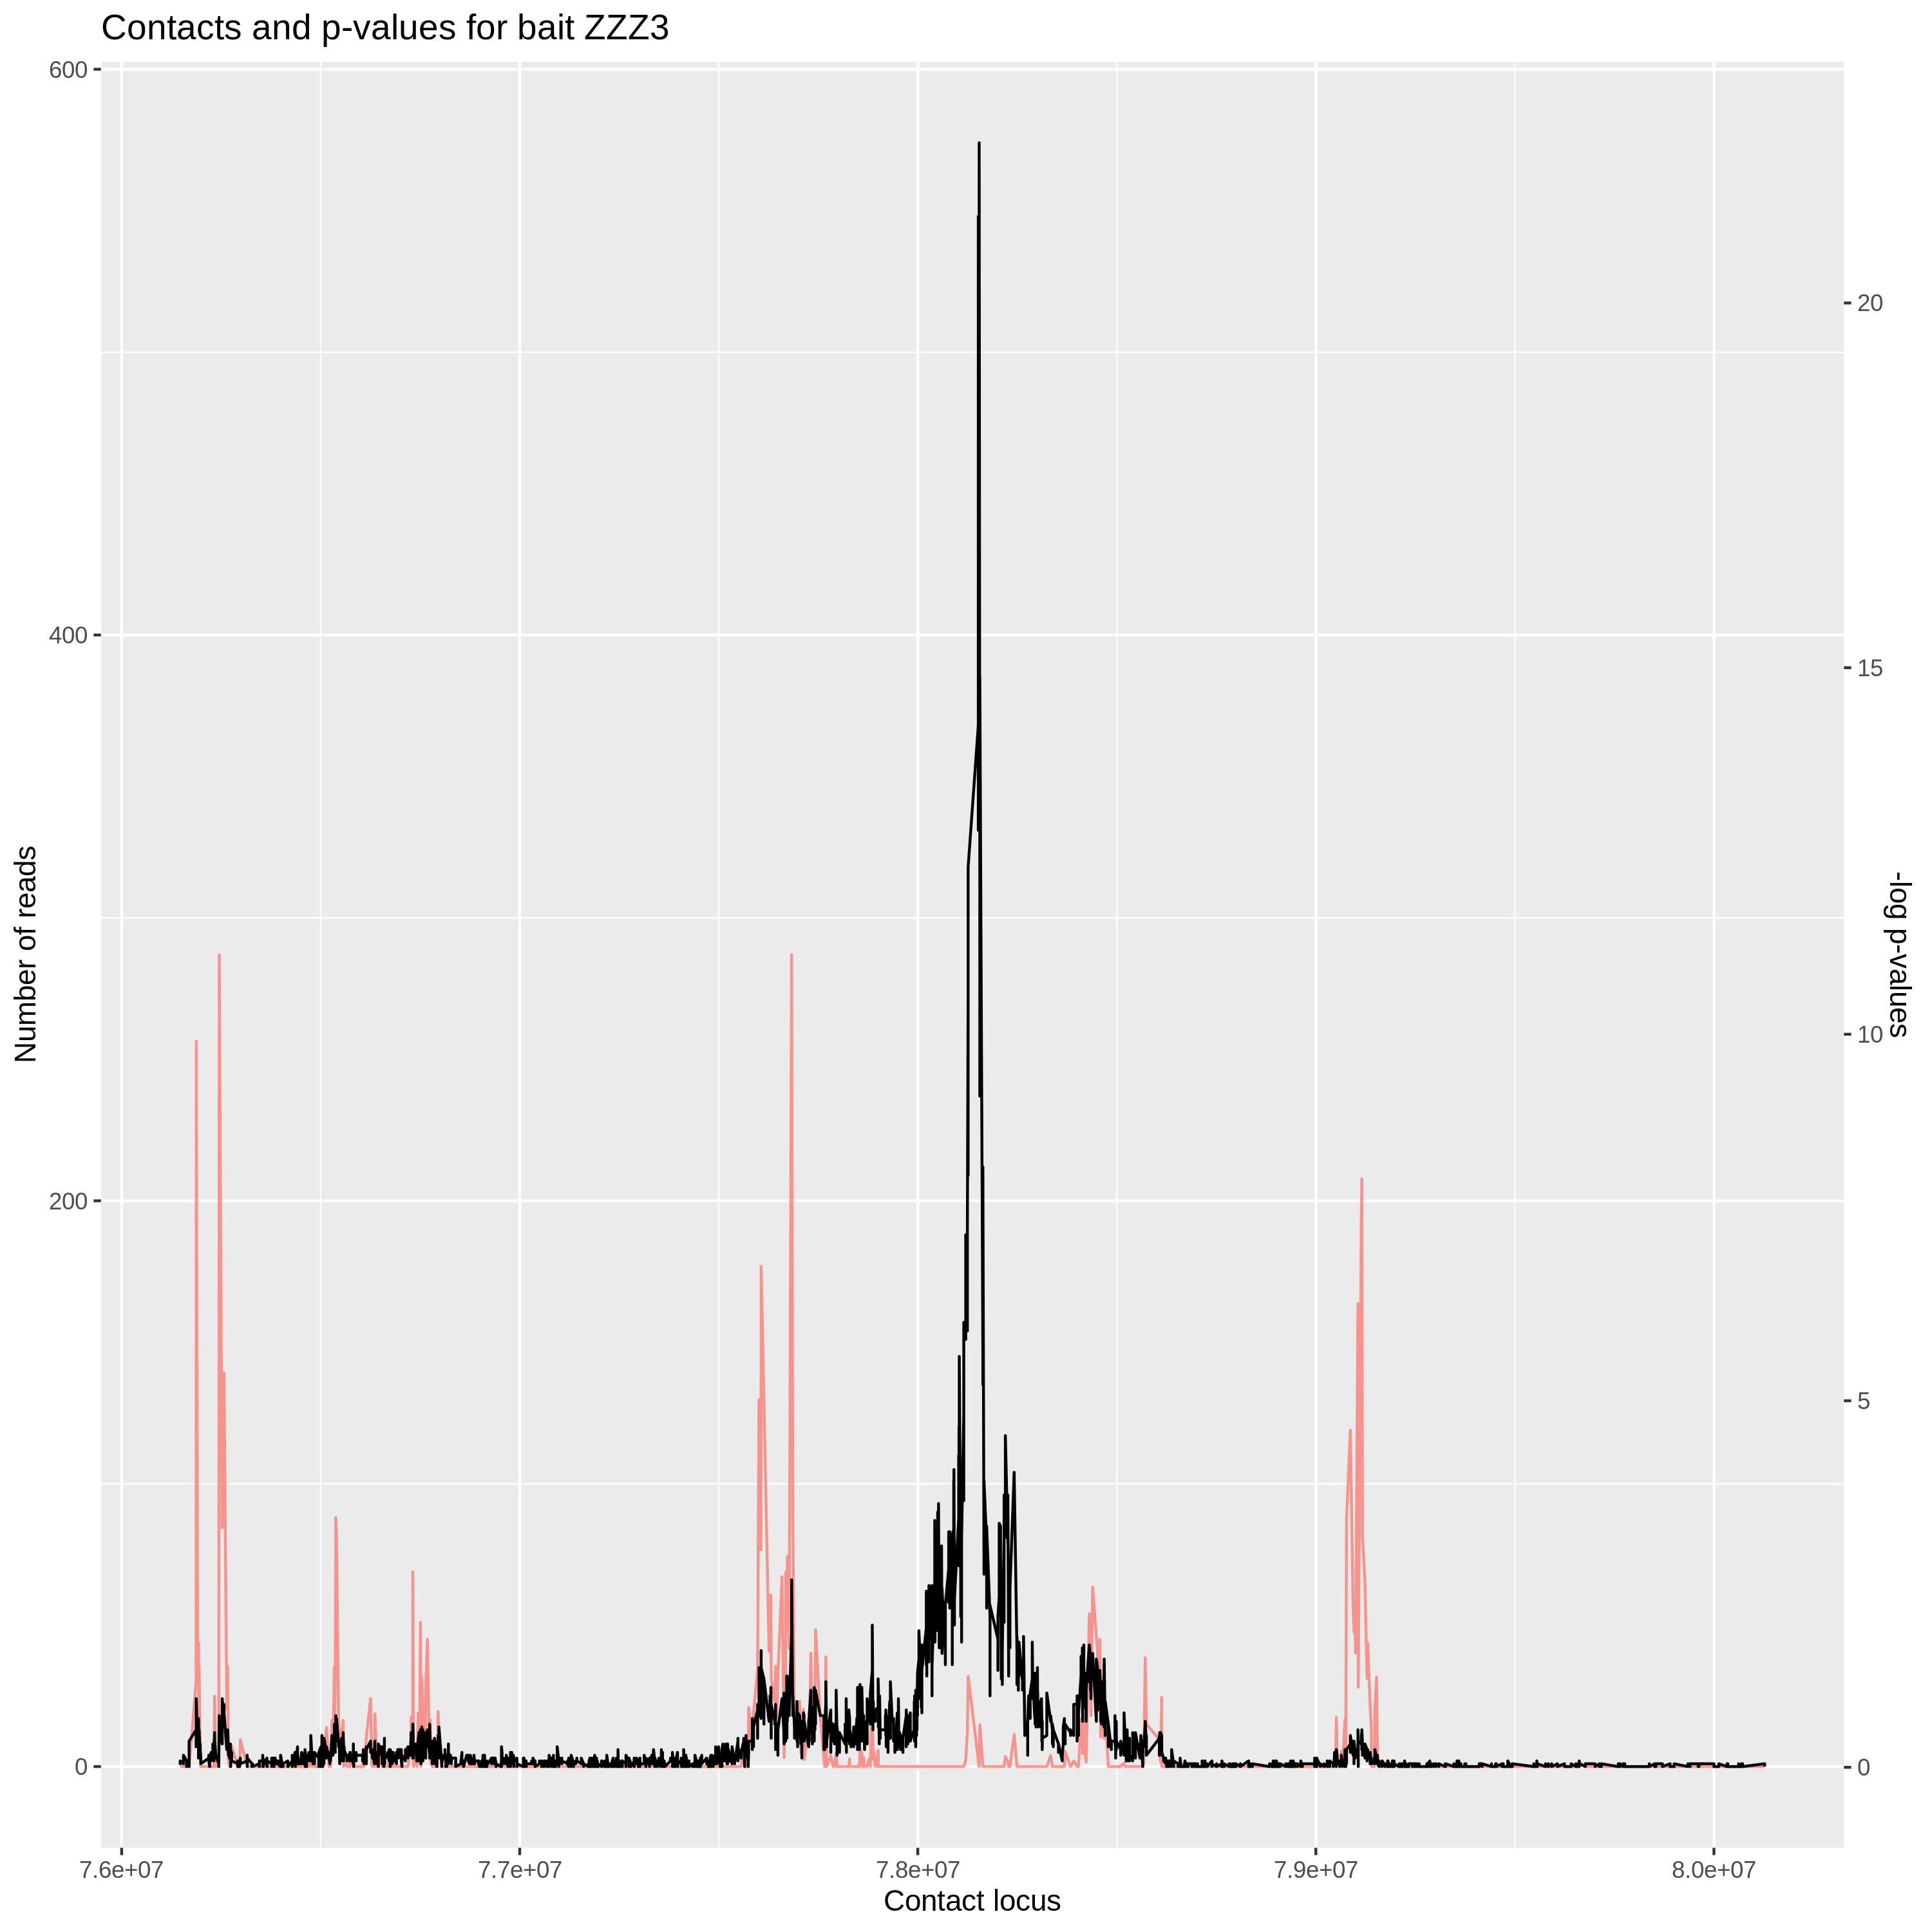 Contacts and p-values for bait ZZZ3
600
400
200
0
Number of reads
20
15
10
5
0
-log p-values
7.6e+07 7.7e+07 7.8e+07 7.9e+07 8.0e+07
Contact locus